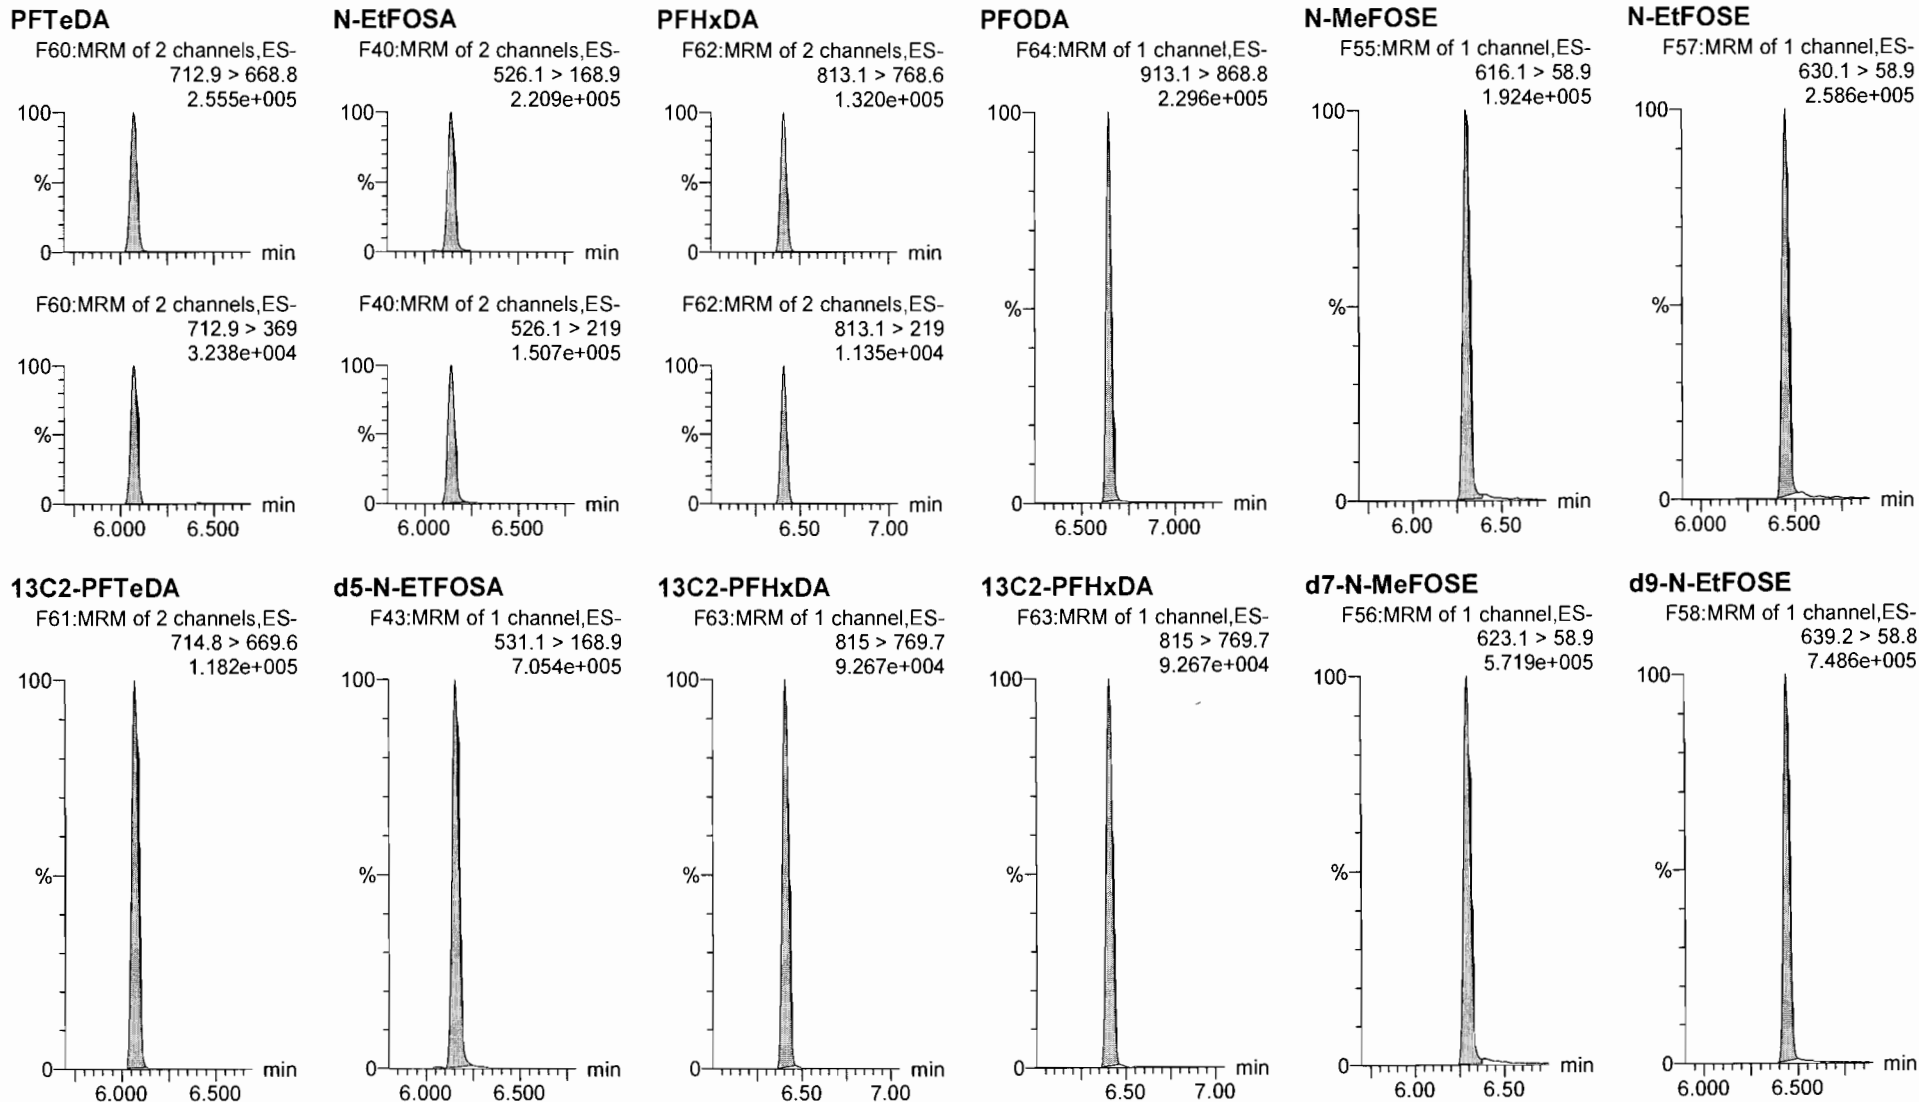 PFTeDA
F60:MRM of 2 channels,ES-
712.9 > 668.8
2.555e+005
100
%
0
min
F60:MRM of 2 channels,ES-
712.9 > 369
3.238e+004
100
%
0
min
6.000 6.500
N-EtFOSA
F40:MRM of 2 channels,ES-
526.1 > 168.9
2.209e+005
100
%
0
min
F40:MRM of 2 channels,ES-
526.1 > 219
1.507e+005
100
%
0
min
6.000 6.500
PFHxDA
F62:MRM of 2 channels,ES-
813.1 > 768.6
1.320e+005
100
%
0
min
F62:MRM of 2 channels,ES-
813.1 > 219
1.135e+004
100
%
0
min
6.50 7.00
PFODA
F64:MRM of 1 channel,ES-
913.1 > 868.8
2.296e+005
100
%
0
min
6.500 7.000
N-MeFOSE
F55:MRM of 1 channel,ES-
616.1 > 58.9
1.924e+005
100
%
0
min
6.00 6.50
N-EtFOSE
F57:MRM of 1 channel,ES-
630.1 > 58.9
2.586e+005
100
%
0
min
6.000 6.500
13C2-PFTeDA
F61:MRM of 2 channels,ES-
714.8 > 669.6
1.182e+005
100
%
0
min
6.000 6.500
d5-N-ETFOSA
F43:MRM of 1 channel,ES-
531.1 > 168.9
7.054e+005
100
%
0
min
6.000 6.500
13C2-PFHxDA
F63:MRM of 1 channel,ES-
815 > 769.7
9.267e+004
100
%
0
min
6.50 7.00
13C2-PFHxDA
F63:MRM of 1 channel,ES-
815 > 769.7
9.267e+004
100
%
0
min
6.50 7.00
d7-N-MeFOSE
F56:MRM of 1 channel,ES-
623.1 > 58.9
5.719e+005
100
%
0
min
6.00 6.50
d9-N-EtFOSE
F58:MRM of 1 channel,ES-
639.2 > 58.8
7.486e+005
100
%
0
min
6.000 6.500